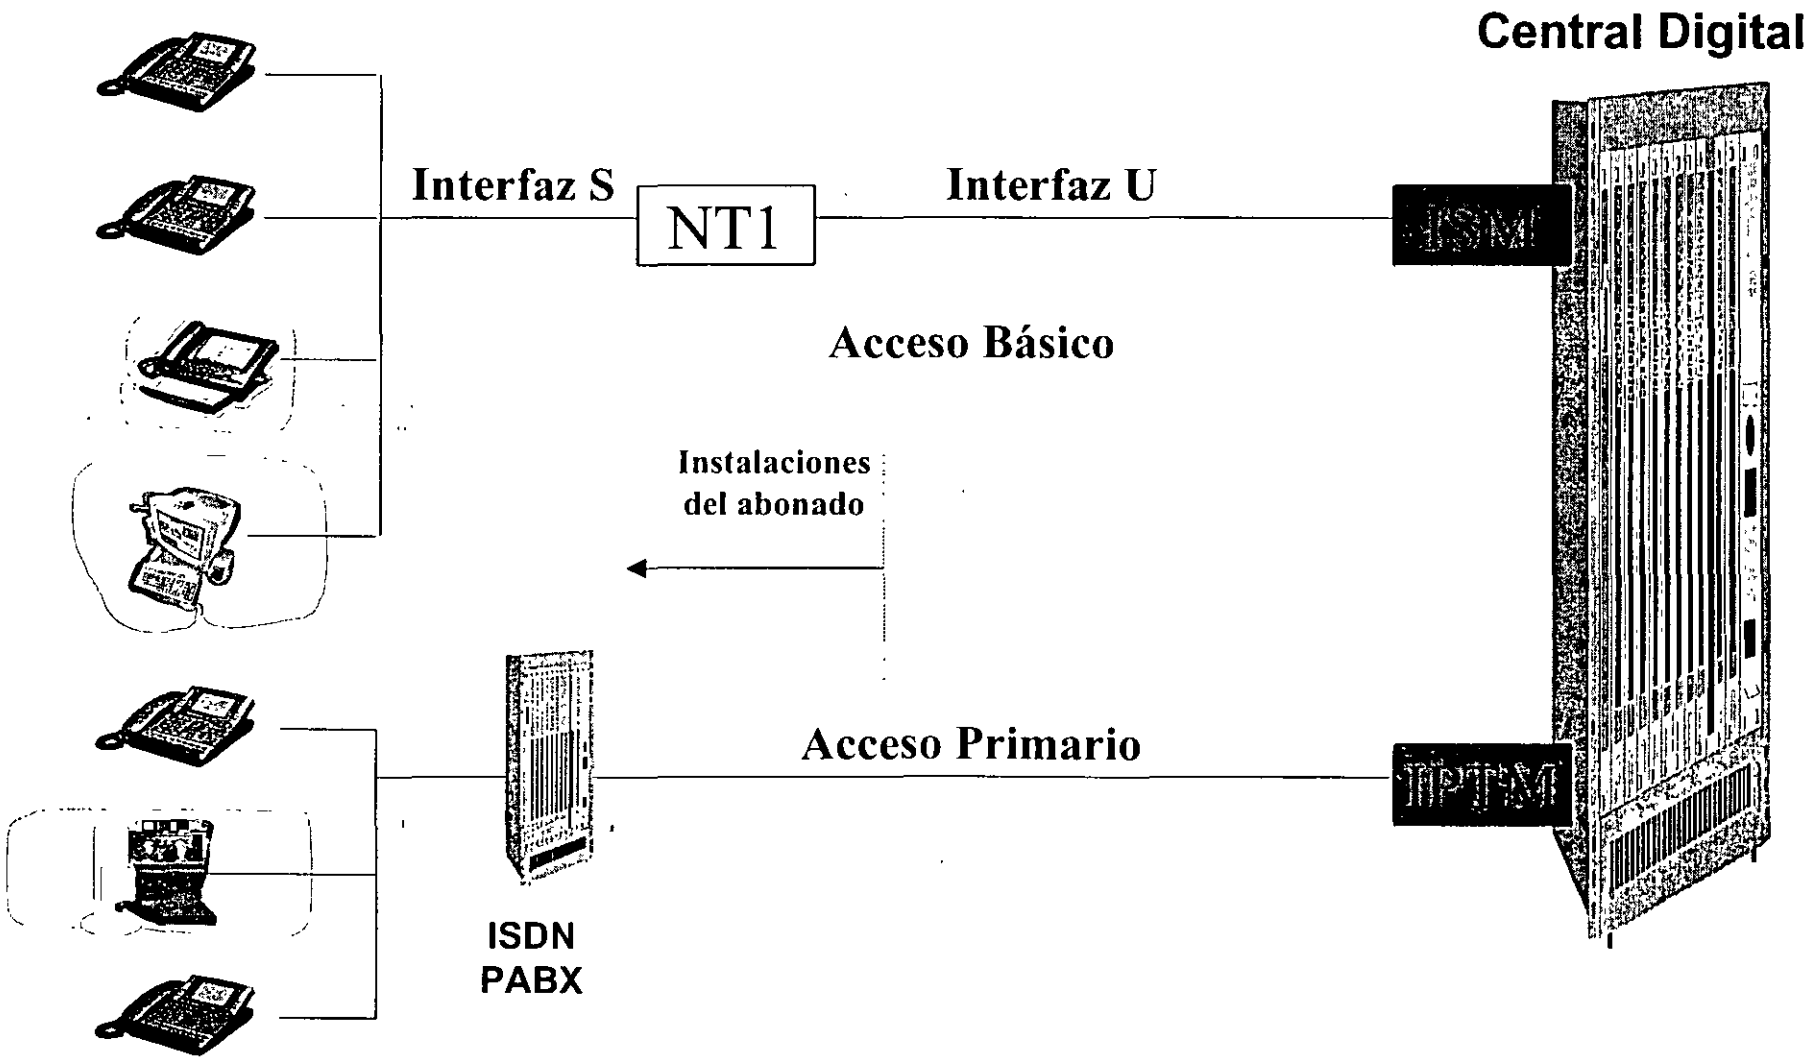 Central Digital
Interfaz S
NT1
Interfaz U
ISM
Acceso Básico
Instalaciones
del abonado
Acceso Primario
IPTM
ISDN
PABX